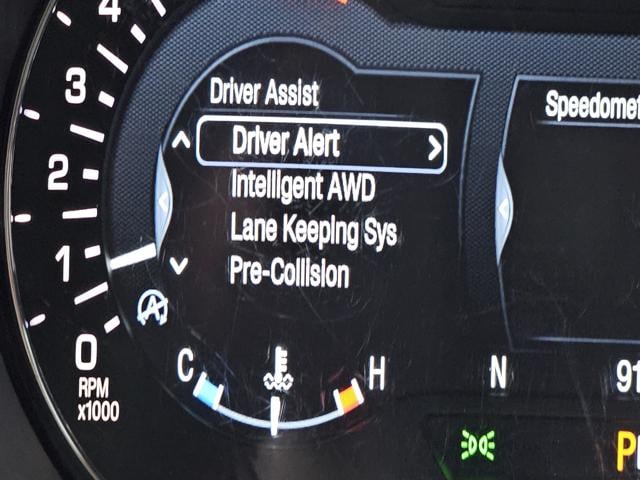 4
3
2
1
0
RPM
x1000
Driver Assist
Driver Alert
Intelligent AWD
Lane Keeping Sys
Pre-Collision
C
H
N
91
P